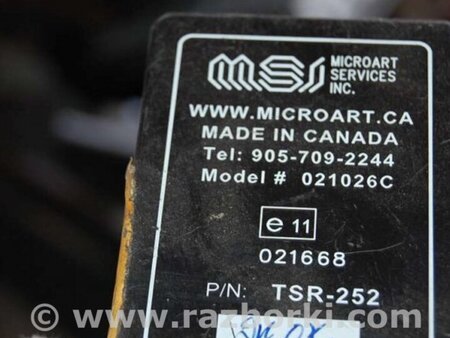 msi MICROART
SERVICES
INC.
WWW.MICROART.CA
MADE IN CANADA
Tel: 905-709-2244
Model # 021026C
e 11
021668
P/N: TSR-252
© www.razborki.com